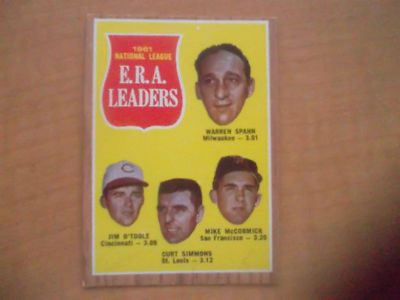 1961
NATIONAL LEAGUE
E.R.A.
LEADERS
WARREN SPAHN
Milwaukee — 3.01
JIM O'TOOLE
Cincinnati — 3.09
MIKE McCORMICK
San Francisco — 3.20
CURT SIMMONS
St. Louis — 3.12